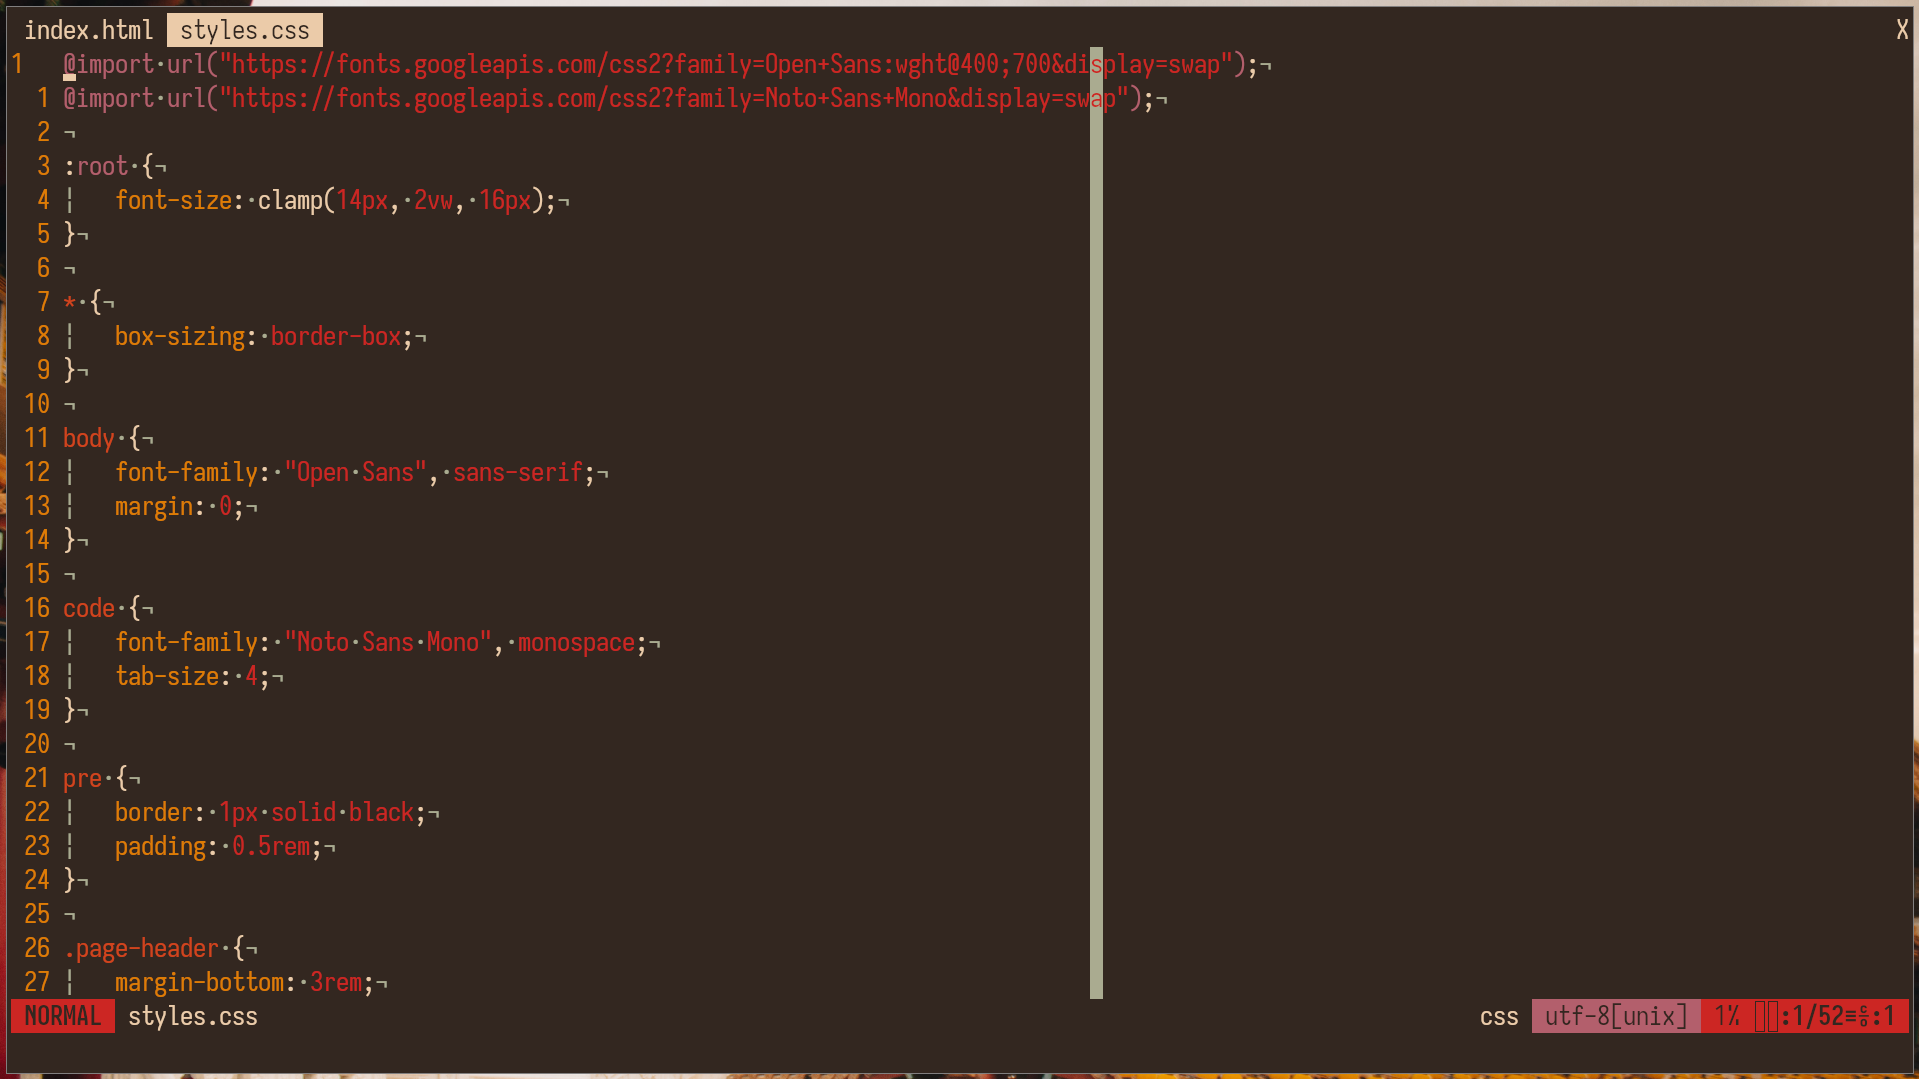 index.html styles.css X
1 @import·url("https://fonts.googleapis.com/css2?family=Open+Sans:wght@400;700&display=swap");¬
1 @import·url("https://fonts.googleapis.com/css2?family=Noto+Sans+Mono&display=swap");¬
2 ¬
3 :root·{¬
4 ¦   font-size:·clamp(14px,·2vw,·16px);¬
5 }¬
6 ¬
7 *·{¬
8 ¦   box-sizing:·border-box;¬
9 }¬
10 ¬
11 body·{¬
12 ¦   font-family:·"Open·Sans",·sans-serif;¬
13 ¦   margin:·0;¬
14 }¬
15 ¬
16 code·{¬
17 ¦   font-family:·"Noto·Sans·Mono",·monospace;¬
18 ¦   tab-size:·4;¬
19 }¬
20 ¬
21 pre·{¬
22 ¦   border:·1px·solid·black;¬
23 ¦   padding:·0.5rem;¬
24 }¬
25 ¬
26 .page-header·{¬
27 ¦   margin-bottom:·3rem;¬
NORMAL styles.css css utf-8[unix] 1% :1/52≡℅:1